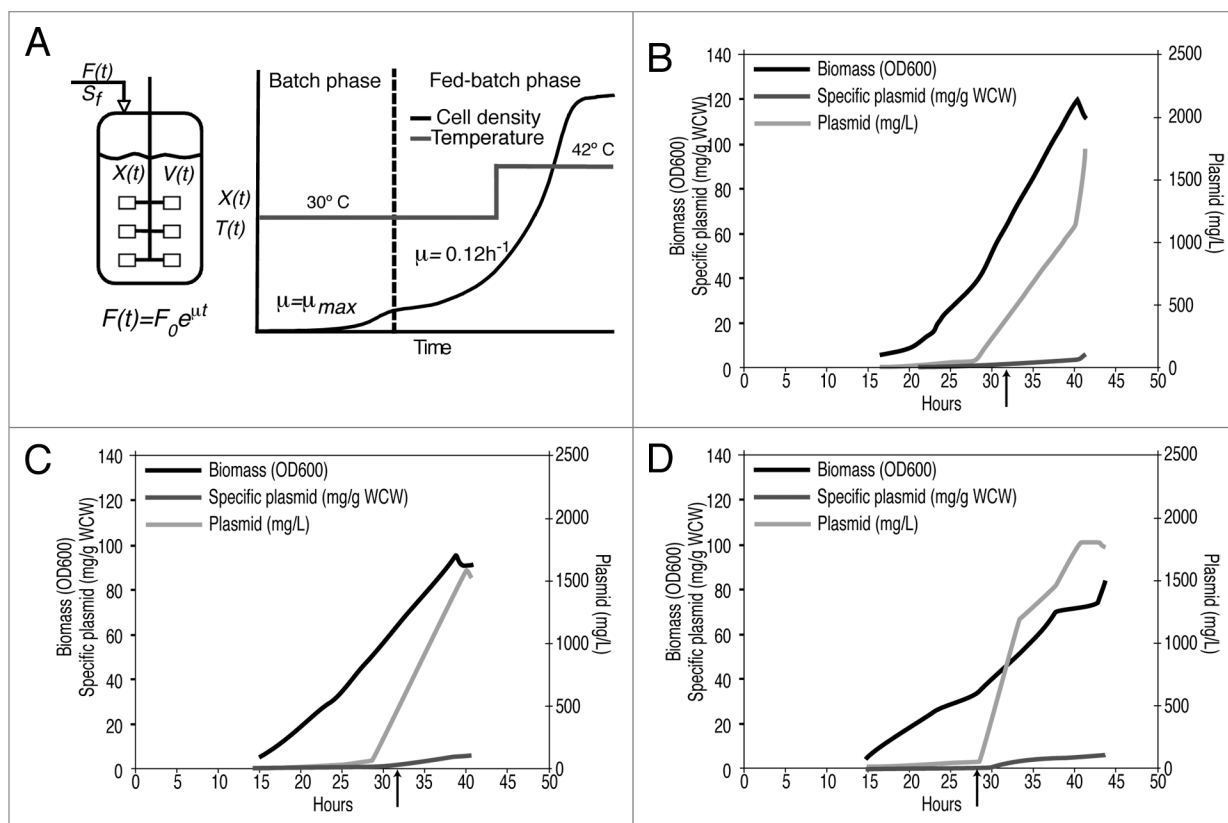 A
F(t)
Sf
X(t) V(t)
F(t)=F0eμt
Batch phase
Fed-batch phase
Cell density
Temperature
42º C
X(t)
30º C
T(t)
μ= 0.12h-1
μ=μmax
Time
B
Biomass (OD600)
Specific plasmid (mg/g WCW)
Plasmid (mg/L)
Biomass (OD600)
Specific plasmid (mg/g WCW)
140
120
100
80
60
40
20
0
2500
2000
1500
1000
500
0
Plasmid (mg/L)
0 5 10 15 20 25 30 35 40 45 50
Hours
C
Biomass (OD600)
Specific plasmid (mg/g WCW)
Plasmid (mg/L)
Biomass (OD600)
Specific plasmid (mg/g WCW)
140
120
100
80
60
40
20
0
2500
2000
1500
1000
500
0
Plasmid (mg/L)
0 5 10 15 20 25 30 35 40 45 50
Hours
D
Biomass (OD600)
Specific plasmid (mg/g WCW)
Plasmid (mg/L)
Biomass (OD600)
Specific plasmid (mg/g WCW)
140
120
100
80
60
40
20
0
2500
2000
1500
1000
500
0
Plasmid (mg/L)
0 5 10 15 20 25 30 35 40 45 50
Hours